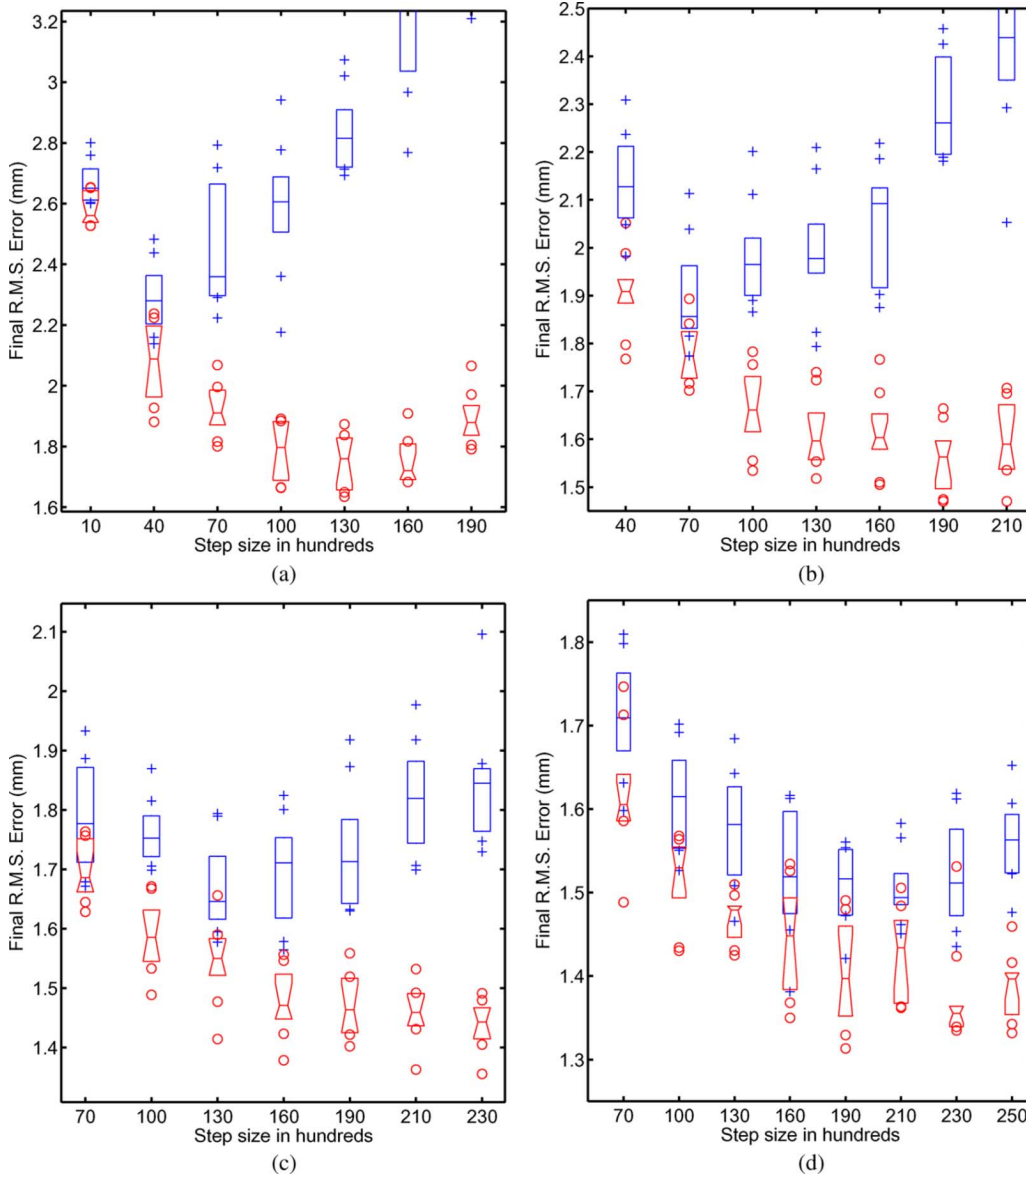 3.2
3
2.8
2.6
2.4
2.2
2
1.8
1.6
Final R.M.S. Error (mm)
10 40 70 100 130 160 190
Step size in hundreds
(a)
2.5
2.4
2.3
2.2
2.1
2
1.9
1.8
1.7
1.6
1.5
Final R.M.S. Error (mm)
40 70 100 130 160 190 210
Step size in hundreds
(b)
2.1
2
1.9
1.8
1.7
1.6
1.5
1.4
Final R.M.S. Error (mm)
70 100 130 160 190 210 230
Step size in hundreds
(c)
1.8
1.7
1.6
1.5
1.4
1.3
Final R.M.S. Error (mm)
70 100 130 160 190 210 230 250
Step size in hundreds
(d)